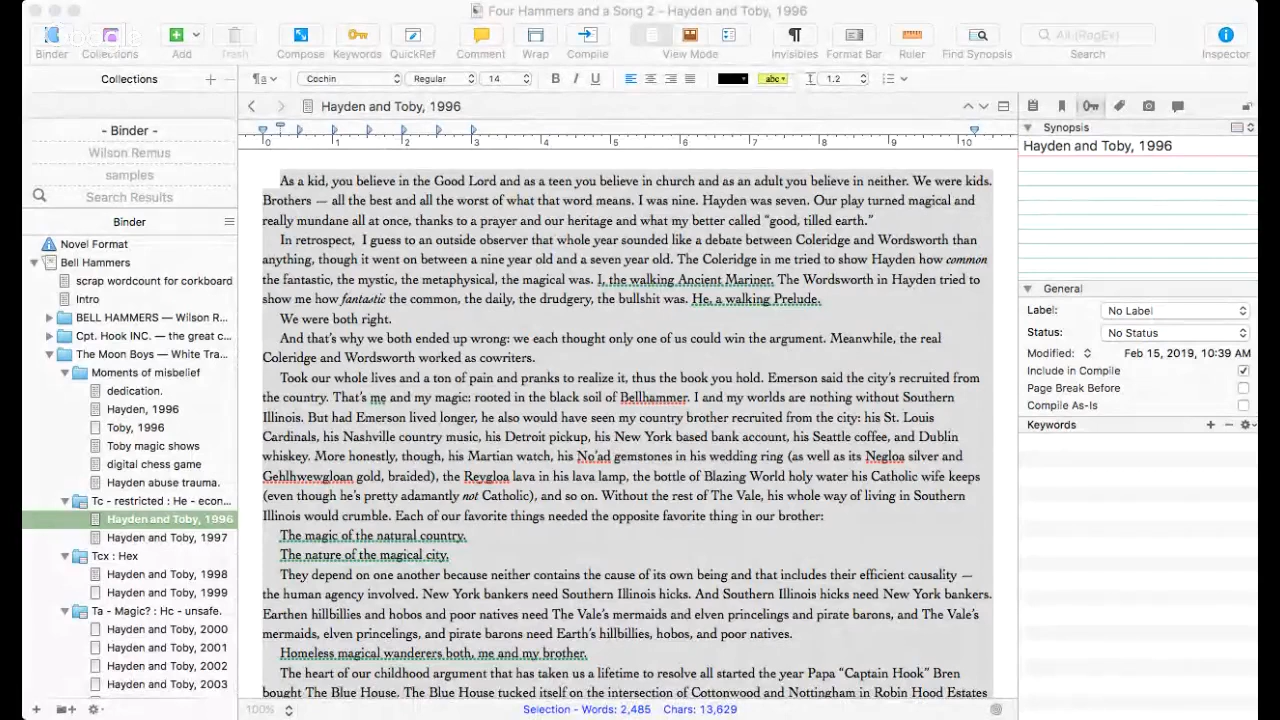 Four Hammers and a Song 2 - Hayden and Toby, 1996
Binder Collections Add Trash Compose Keywords QuickRef Comment Wrap Compile View Mode Invisibles Format Bar Ruler Find Synopsis Search Inspector
All (RegEx)
Collections
Cochin Regular 14 B I U abc 1.2
- Binder -
Wilson Remus
samples
Search Results
Binder
Novel Format
Bell Hammers
scrap wordcount for corkboard
Intro
BELL HAMMERS — Wilson R...
Cpt. Hook INC. — the great c...
The Moon Boys — White Tra...
Moments of misbelief
dedication.
Hayden, 1996
Toby, 1996
Toby magic shows
digital chess game
Hayden abuse trauma.
Tc - restricted : He - econ...
Hayden and Toby, 1996
Hayden and Toby, 1997
Tcx : Hex
Hayden and Toby, 1998
Hayden and Toby, 1999
Ta - Magic? : Hc - unsafe.
Hayden and Toby, 2000
Hayden and Toby, 2001
Hayden and Toby, 2002
Hayden and Toby, 2003
Hayden and Toby, 1996
0 1 2 3 4 5 6 7 8 9 10
As a kid, you believe in the Good Lord and as a teen you believe in church and as an adult you believe in neither. We were kids.
Brothers — all the best and all the worst of what that word means. I was nine. Hayden was seven. Our play turned magical and
really mundane all at once, thanks to a prayer and our heritage and what my better called “good, tilled earth.”
In retrospect, I guess to an outside observer that whole year sounded like a debate between Coleridge and Wordsworth than
anything, though it went on between a nine year old and a seven year old. The Coleridge in me tried to show Hayden how common
the fantastic, the mystic, the metaphysical, the magical was. I, the walking Ancient Mariner. The Wordsworth in Hayden tried to
show me how fantastic the common, the daily, the drudgery, the bullshit was. He, a walking Prelude.
We were both right.
And that’s why we both ended up wrong: we each thought only one of us could win the argument. Meanwhile, the real
Coleridge and Wordsworth worked as cowriters.
Took our whole lives and a ton of pain and pranks to realize it, thus the book you hold. Emerson said the city’s recruited from
the country. That’s me and my magic: rooted in the black soil of Bellhammer. I and my worlds are nothing without Southern
Illinois. But had Emerson lived longer, he also would have seen my country brother recruited from the city: his St. Louis
Cardinals, his Nashville country music, his Detroit pickup, his New York based bank account, his Seattle coffee, and Dublin
whiskey. More honestly, though, his Martian watch, his No’ad gemstones in his wedding ring (as well as its Negloa silver and
Gehlhwewgloan gold, braided), the Reygloa lava in his lava lamp, the bottle of Blazing World holy water his Catholic wife keeps
(even though he’s pretty adamantly not Catholic), and so on. Without the rest of The Vale, his whole way of living in Southern
Illinois would crumble. Each of our favorite things needed the opposite favorite thing in our brother:
The magic of the natural country.
The nature of the magical city.
They depend on one another because neither contains the cause of its own being and that includes their efficient causality —
the human agency involved. New York bankers need Southern Illinois hicks. And Southern Illinois hicks need New York bankers.
Earthen hillbillies and hobos and poor natives need The Vale’s mermaids and elven princelings and pirate barons, and The Vale’s
mermaids, elven princelings, and pirate barons need Earth’s hillbillies, hobos, and poor natives.
Homeless magical wanderers both, me and my brother.
The heart of our childhood argument that has taken us a lifetime to resolve all started the year Papa “Captain Hook” Bren
bought The Blue House. The Blue House tucked itself on the intersection of Cottonwood and Nottingham in Robin Hood Estates
100%
Selection - Words: 2,485 Chars: 13,629
Synopsis
Hayden and Toby, 1996
General
Label: No Label
Status: No Status
Modified: Feb 15, 2019, 10:39 AM
Include in Compile
Page Break Before
Compile As-Is
Keywords